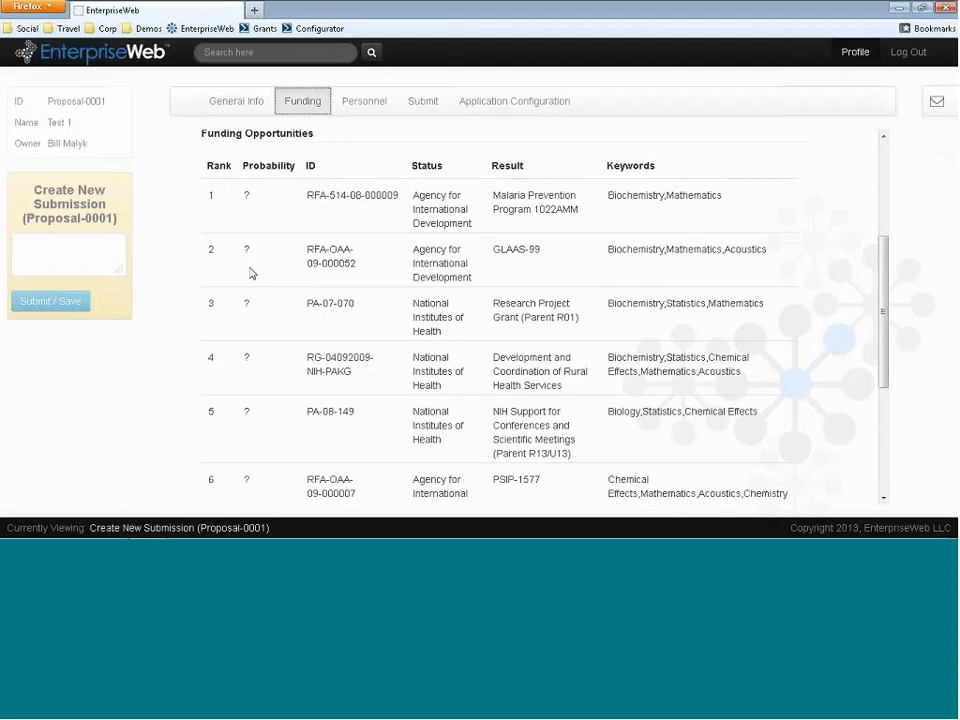 Firefox
EnterpriseWeb
+
Social Travel Corp Demos EnterpriseWeb Grants Configurator
Bookmarks
EnterpriseWeb™
Search here
Profile Log Out
ID Proposal-0001
Name Test 1
Owner Bill Malyk
Create New
Submission
(Proposal-0001)
Submit / Save
General Info Funding Personnel Submit Application Configuration
Funding Opportunities
Rank Probability ID Status Result Keywords
1 ? RFA-514-08-000009 Agency for Malaria Prevention Biochemistry,Mathematics
International Program 1022AMM
Development
2 ? RFA-OAA- Agency for GLAAS-99 Biochemistry,Mathematics,Acoustics
09-000052 International
Development
3 ? PA-07-070 National Research Project Biochemistry,Statistics,Mathematics
Institutes of Grant (Parent R01)
Health
4 ? RG-04092009- National Development and Biochemistry,Statistics,Chemical
NIH-PAKG Institutes of Coordination of Rural Effects,Mathematics,Acoustics
Health Health Services
5 ? PA-08-149 National NIH Support for Biology,Statistics,Chemical Effects
Institutes of Conferences and
Health Scientific Meetings
(Parent R13/U13)
6 ? RFA-OAA- Agency for PSIP-1577 Chemical
09-000007 International Effects,Mathematics,Acoustics,Chemistry
Currently Viewing: Create New Submission (Proposal-0001)
Copyright 2013, EnterpriseWeb LLC